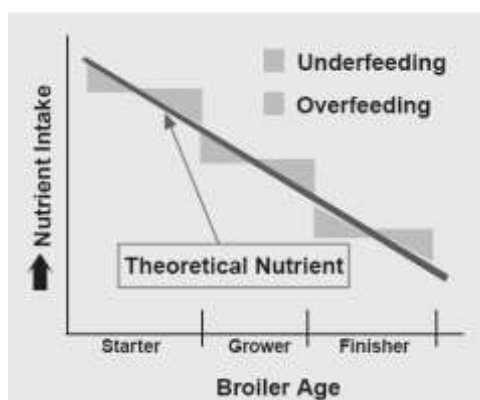 Underfeeding
Overfeeding
Nutrient Intake
Theoretical Nutrient
Starter
Grower
Finisher
Broiler Age